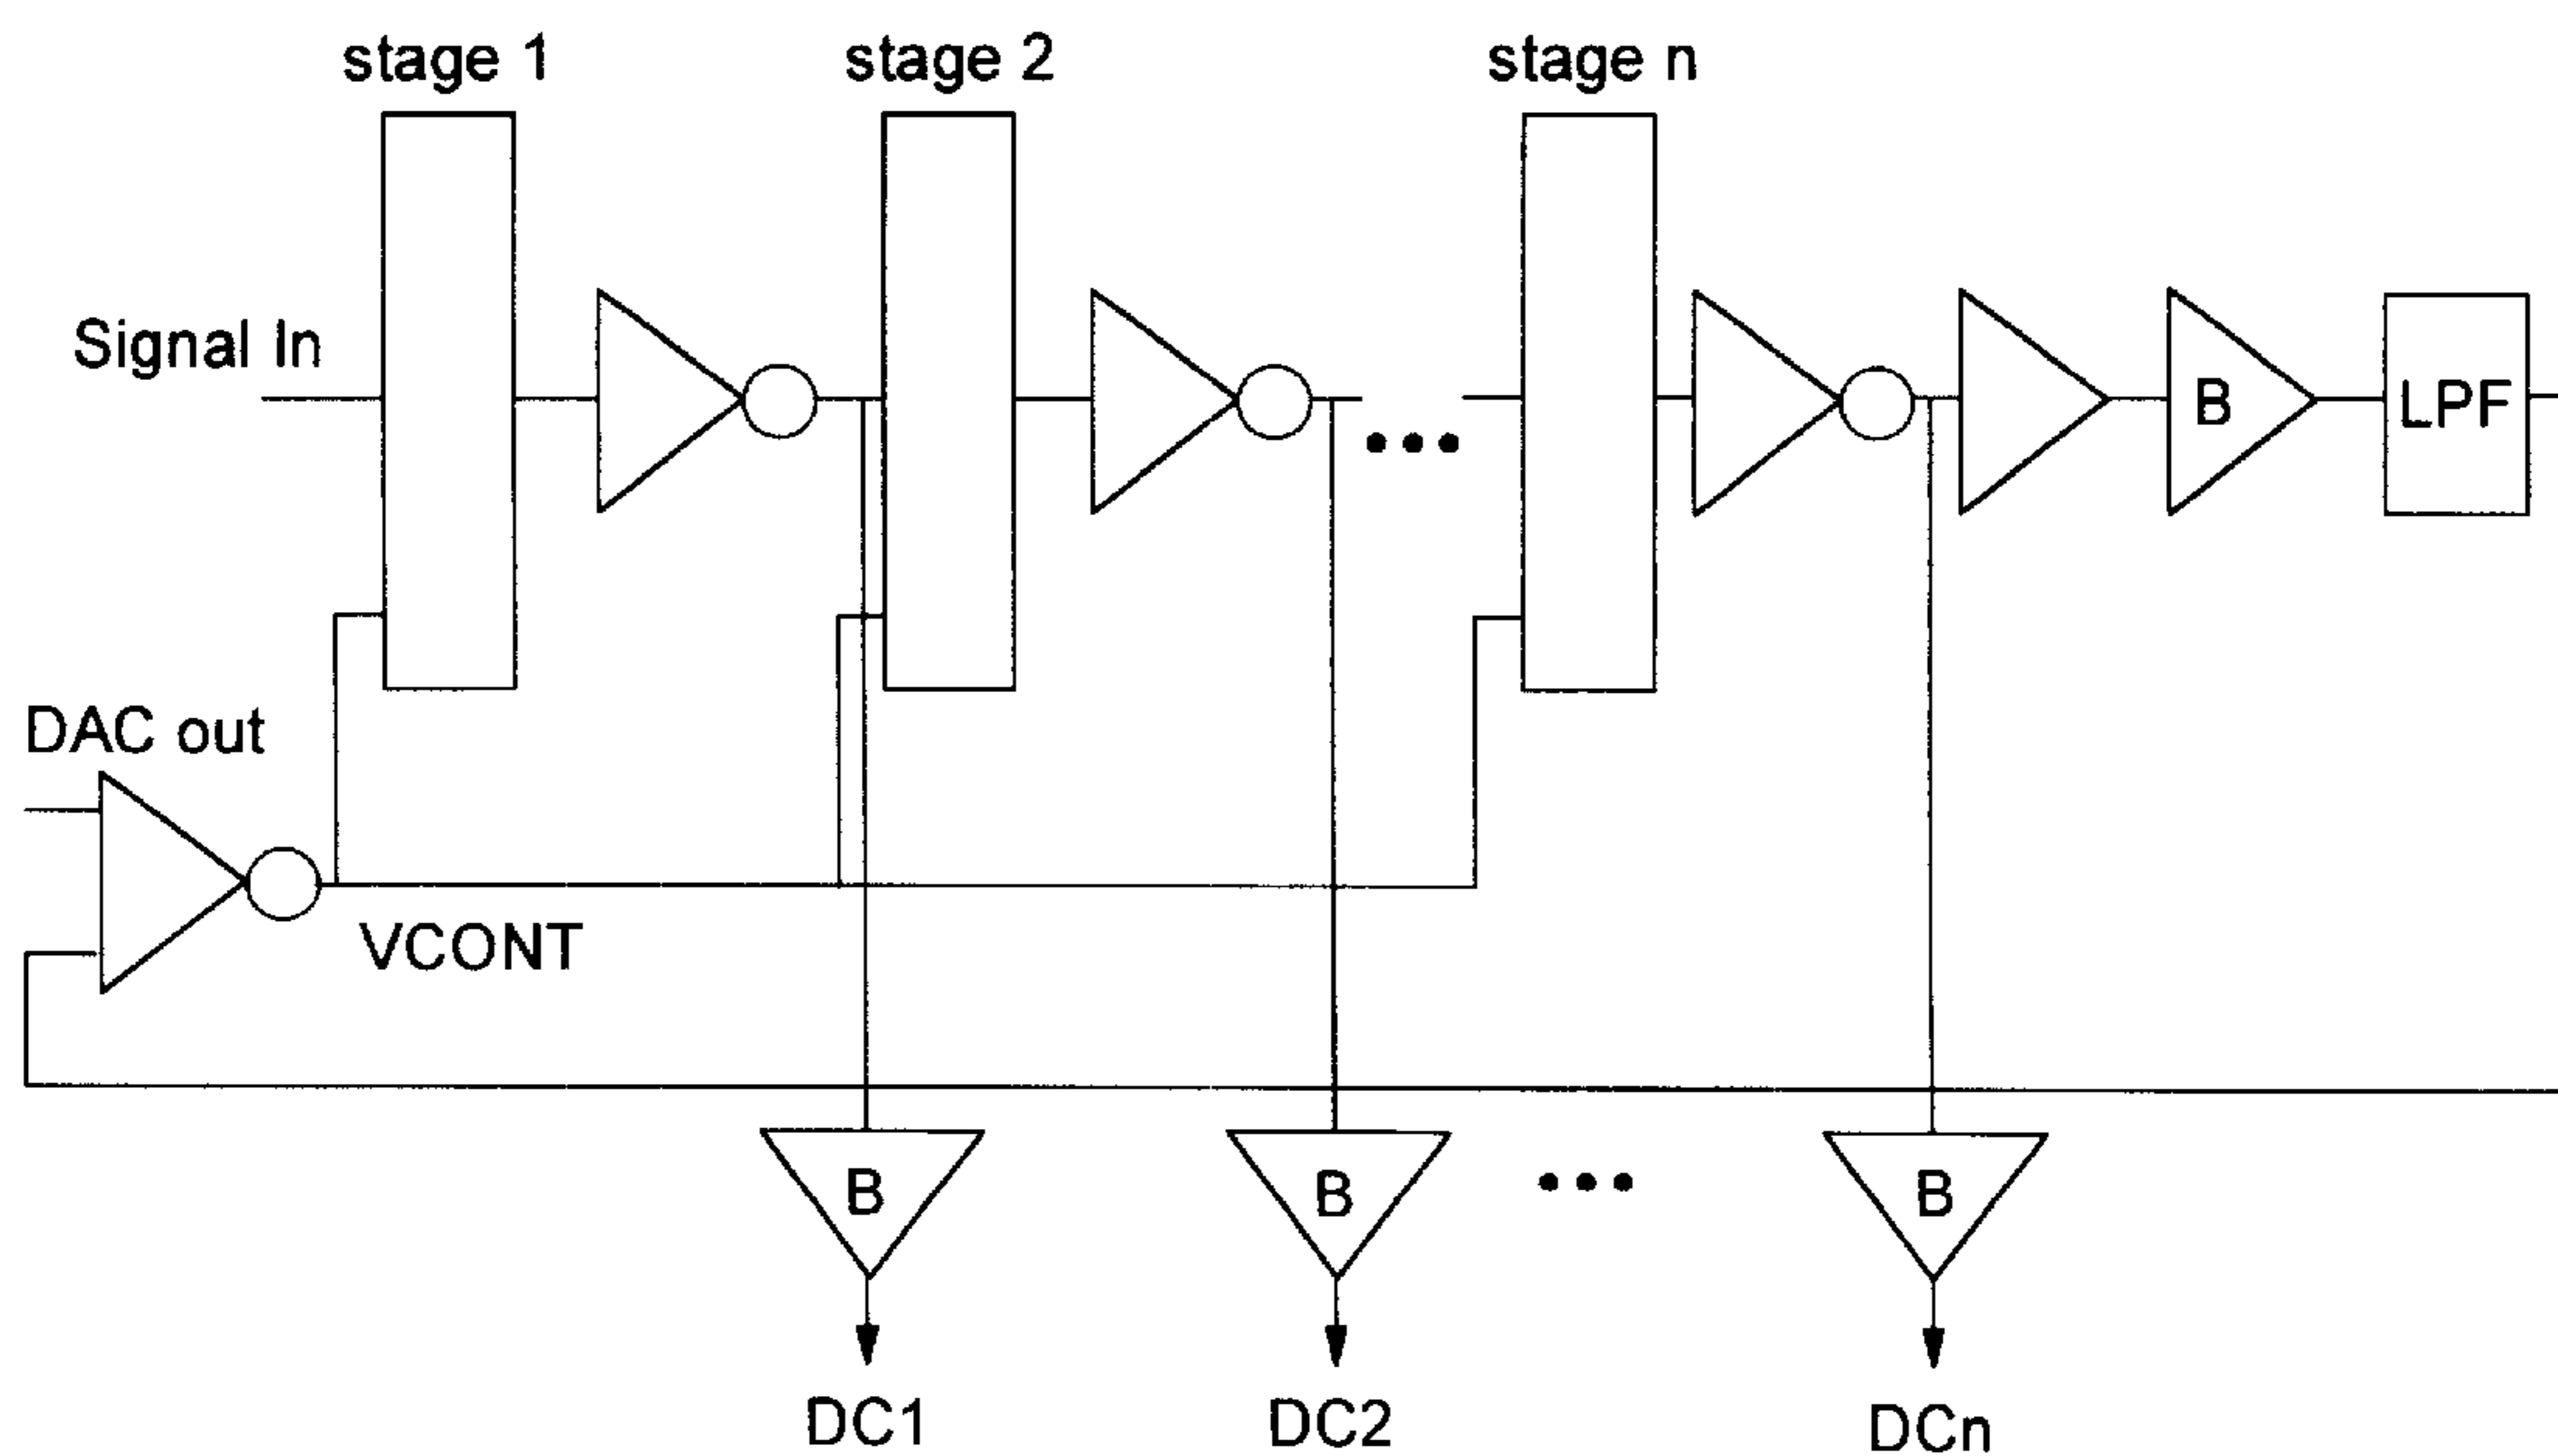 stage 1
stage 2
stage n
Signal In
B
LPF
DAC out
VCONT
B
B
B
DC1
DC2
DCn